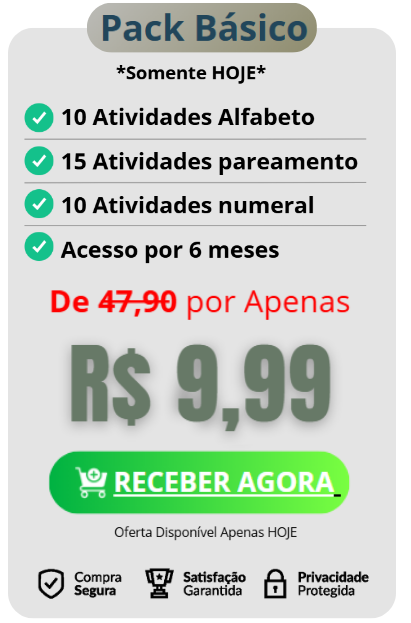 Pack Básico
*Somente HOJE*
10 Atividades Alfabeto
15 Atividades pareamento
10 Atividades numeral
Acesso por 6 meses
De 47,90 por Apenas
R$ 9,99
RECEBER AGORA
Oferta Disponível Apenas HOJE
Compra Segura
Satisfação Garantida
Privacidade Protegida